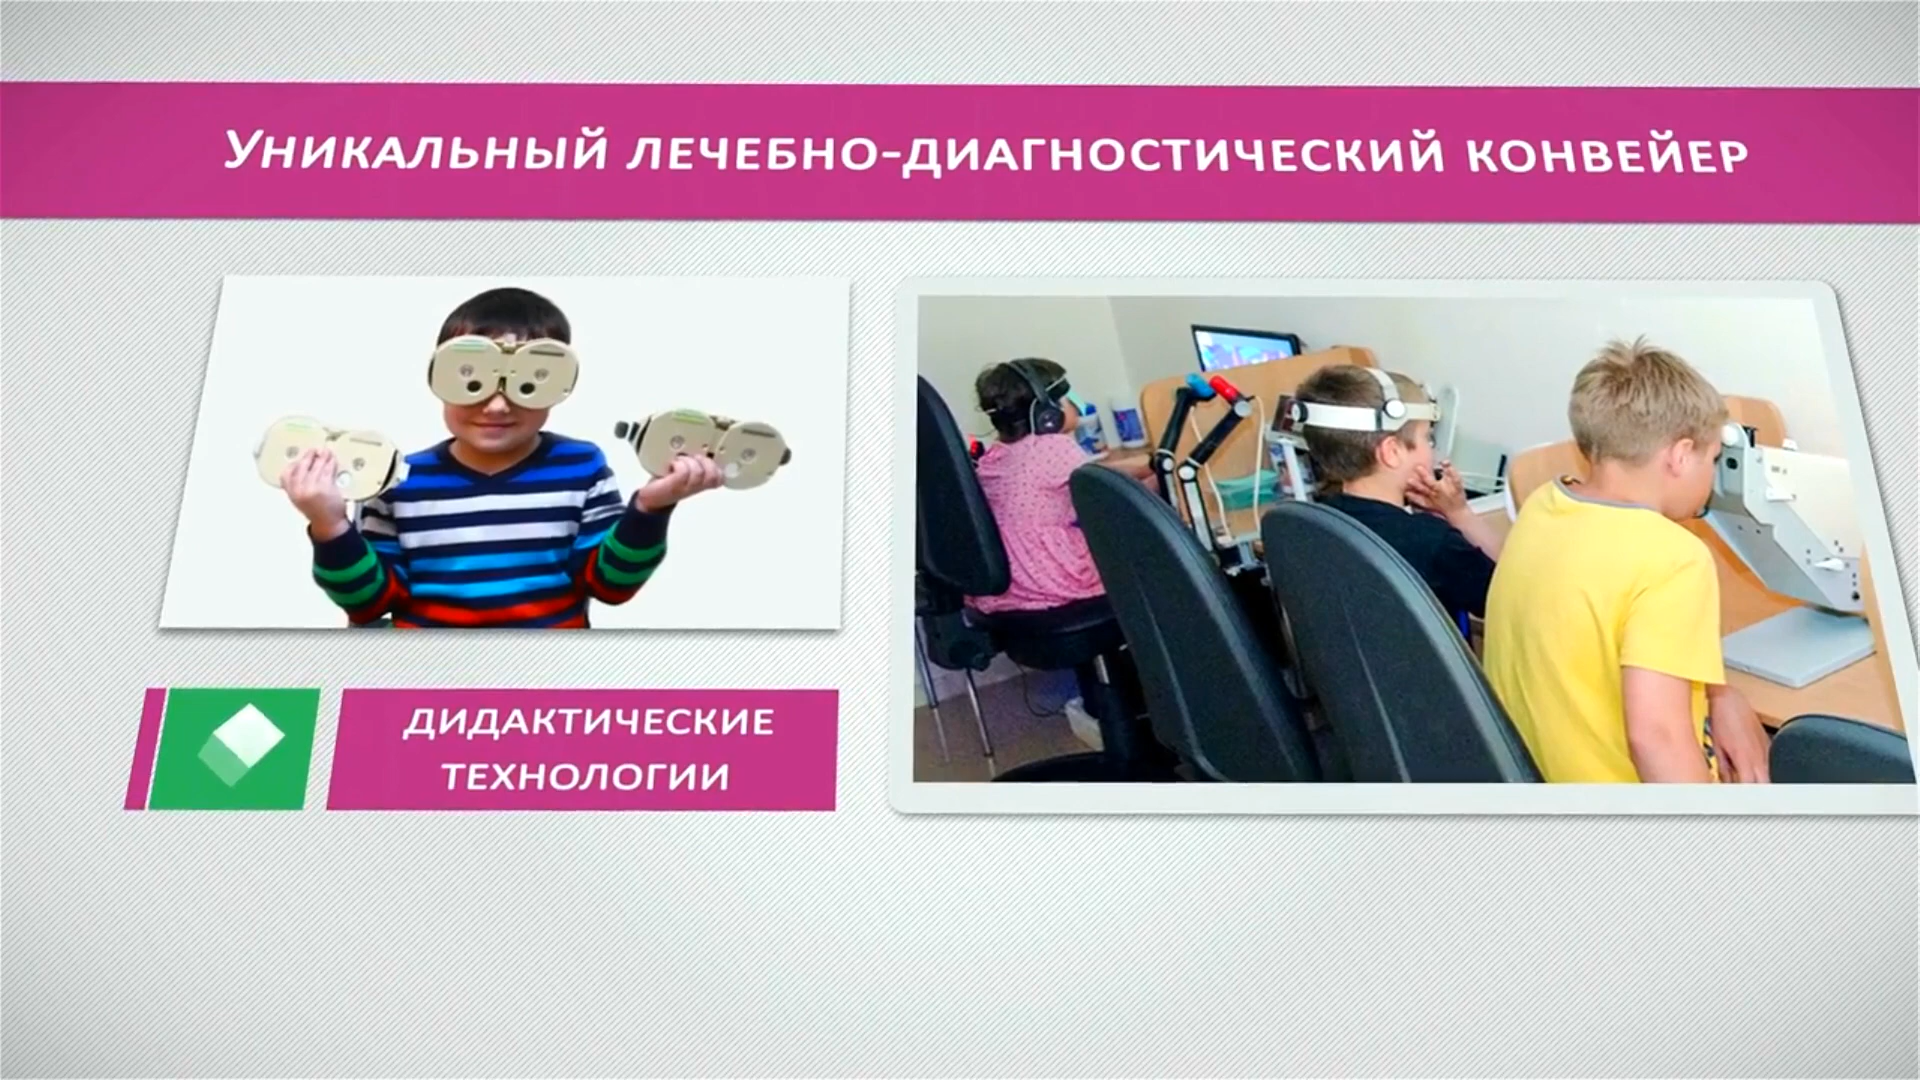 Уникальный лечебно-диагностический конвейер
ДИДАКТИЧЕСКИЕ
ТЕХНОЛОГИИ